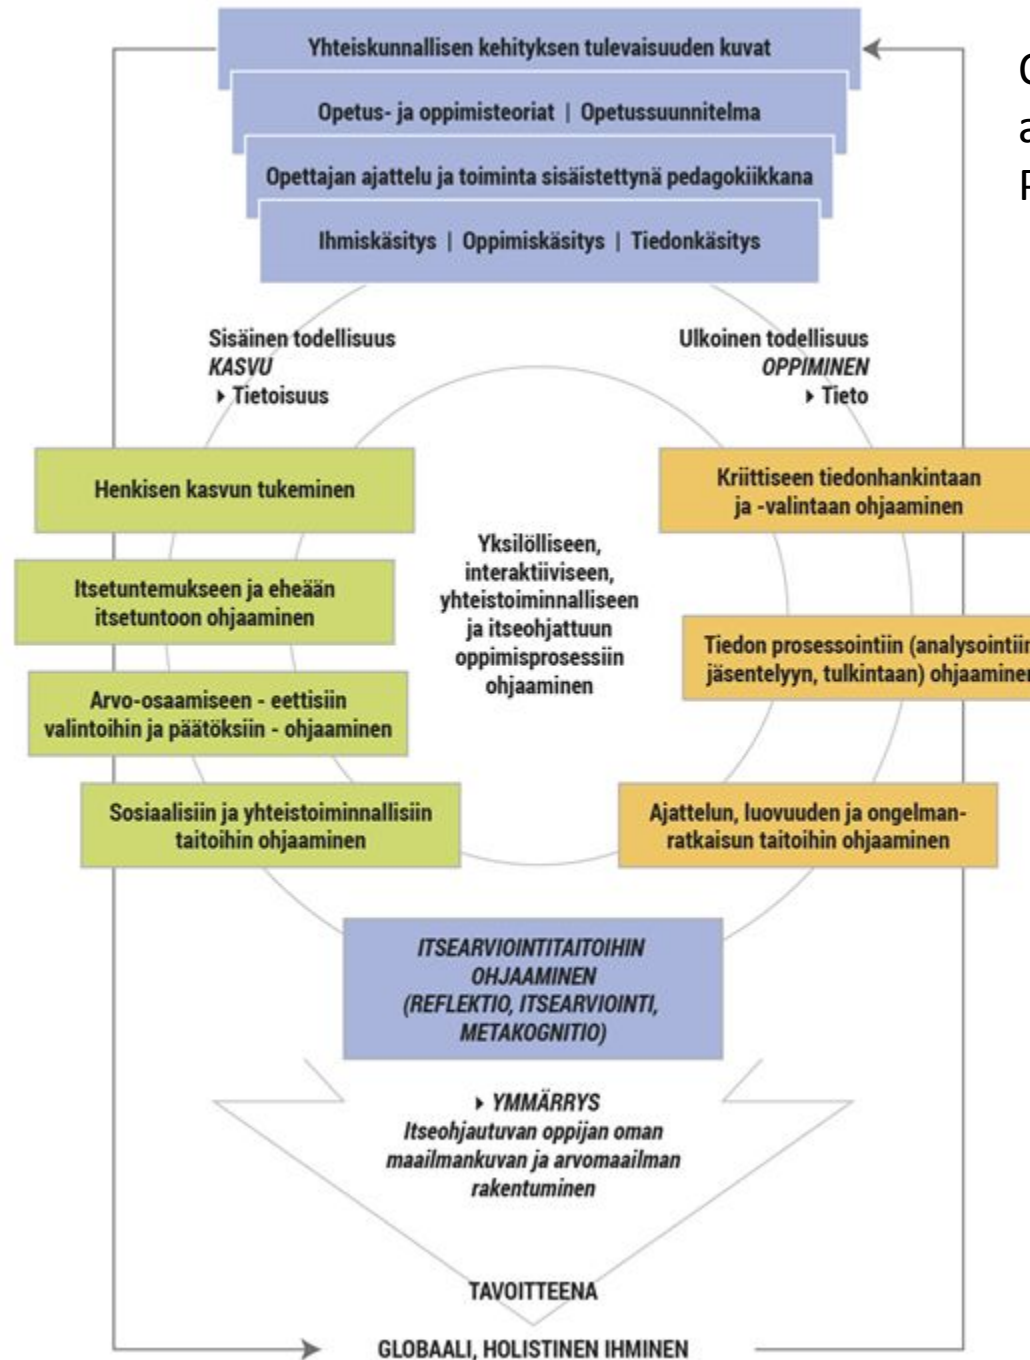 Yhteiskunnallisen kehityksen tulevaisuuden kuvat
Opetus- ja oppimisteoriat | Opetussuunnitelma
Opettajan ajattelu ja toiminta sisäistettynä pedagokiikkana
Ihmiskäsitys | Oppimiskäsitys | Tiedonkäsitys
Sisäinen todellisuus
KASVU
▸ Tietoisuus
Ulkoinen todellisuus
OPPIMINEN
▸ Tieto
Henkisen kasvun tukeminen
Itsetuntemukseen ja eheään
itsetuntoon ohjaaminen
Arvo-osaamiseen - eettisiin
valintoihin ja päätöksiin - ohjaaminen
Sosiaalisiin ja yhteistoiminnallisiin
taitoihin ohjaaminen
Yksilölliseen,
interaktiiviseen,
yhteistoiminnalliseen
ja itseohjattuun
oppimisprosessiin
ohjaaminen
Kriittiseen tiedonhankintaan
ja -valintaan ohjaaminen
Tiedon prosessointiin (analysointiin
jäsentelyyn, tulkintaan) ohjaaminen
Ajattelun, luovuuden ja ongelman-
ratkaisun taitoihin ohjaaminen
ITSEARVIOINTITAITOIHIN
OHJAAMINEN
(REFLEKTIO, ITSEARVIOINTI,
METAKOGNITIO)
▸ YMMÄRRYS
Itseohjautuvan oppijan oman
maailmankuvan ja arvomaailman
rakentuminen
TAVOITTEENA
GLOBAALI, HOLISTINEN IHMINEN